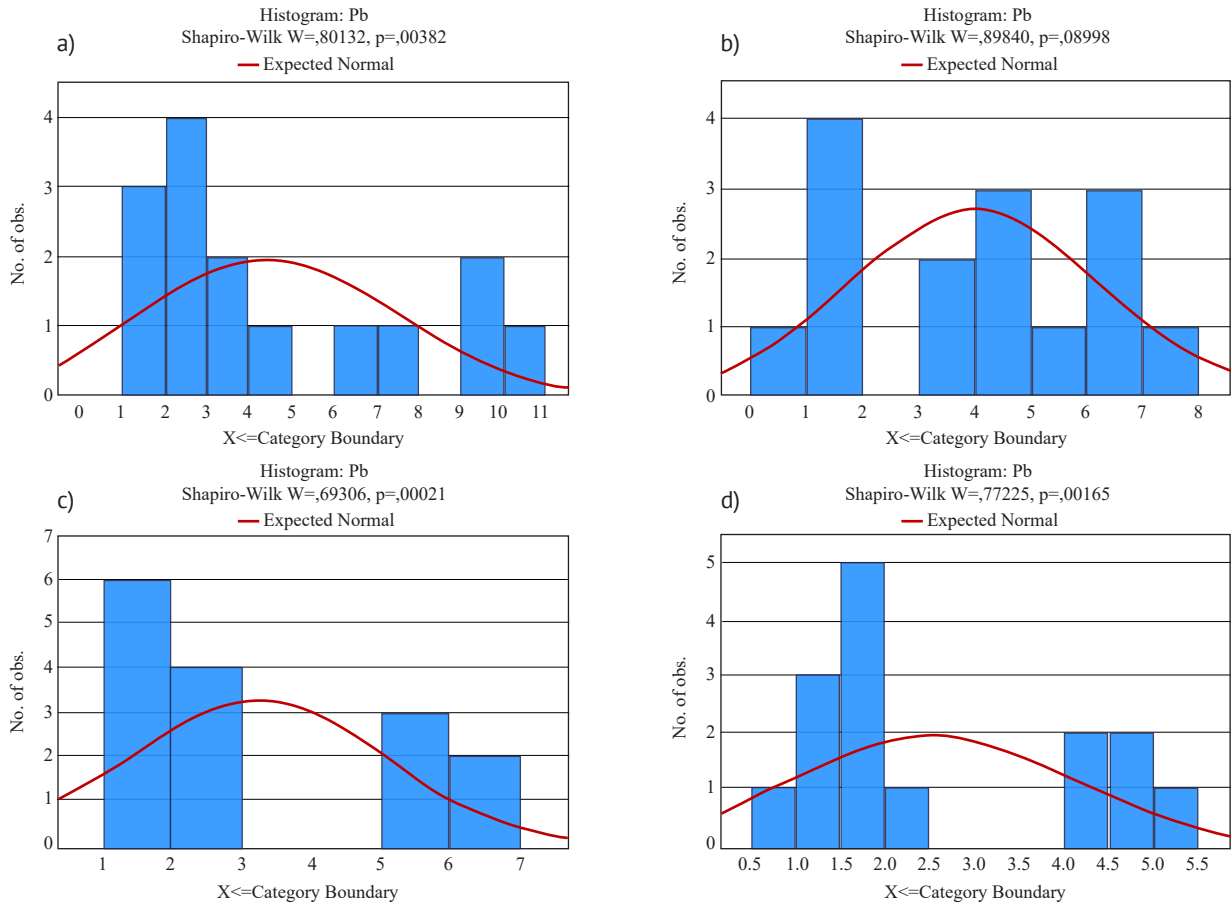 a)
Histogram: Pb
Shapiro-Wilk W=,80132, p=,00382
Expected Normal
No. of obs.
4
3
2
1
0
0 1 2 3 4 5 6 7 8 9 10 11
X<=Category Boundary
b)
Histogram: Pb
Shapiro-Wilk W=,89840, p=,08998
Expected Normal
No. of obs.
4
3
2
1
0
0 1 2 3 4 5 6 7 8
X<=Category Boundary
c)
Histogram: Pb
Shapiro-Wilk W=,69306, p=,00021
Expected Normal
No. of obs.
7
6
5
4
3
2
1
0
1 2 3 4 5 6 7
X<=Category Boundary
d)
Histogram: Pb
Shapiro-Wilk W=,77225, p=,00165
Expected Normal
No. of obs.
5
4
3
2
1
0
0.5 1.0 1.5 2.0 2.5 3.0 3.5 4.0 4.5 5.0 5.5
X<=Category Boundary